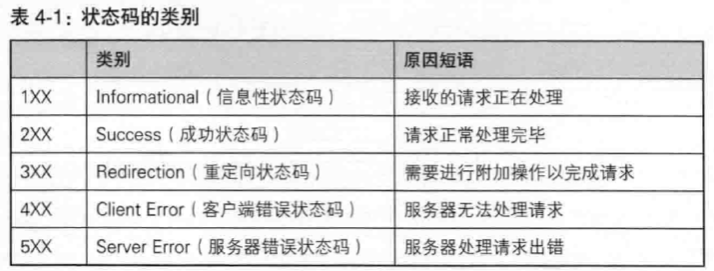 表 4-1：状态码的类别
类别 原因短语
1XX Informational（信息性状态码） 接收的请求正在处理
2XX Success（成功状态码） 请求正常处理完毕
3XX Redirection（重定向状态码） 需要进行附加操作以完成请求
4XX Client Error（客户端错误状态码） 服务器无法处理请求
5XX Server Error（服务器错误状态码） 服务器处理请求出错